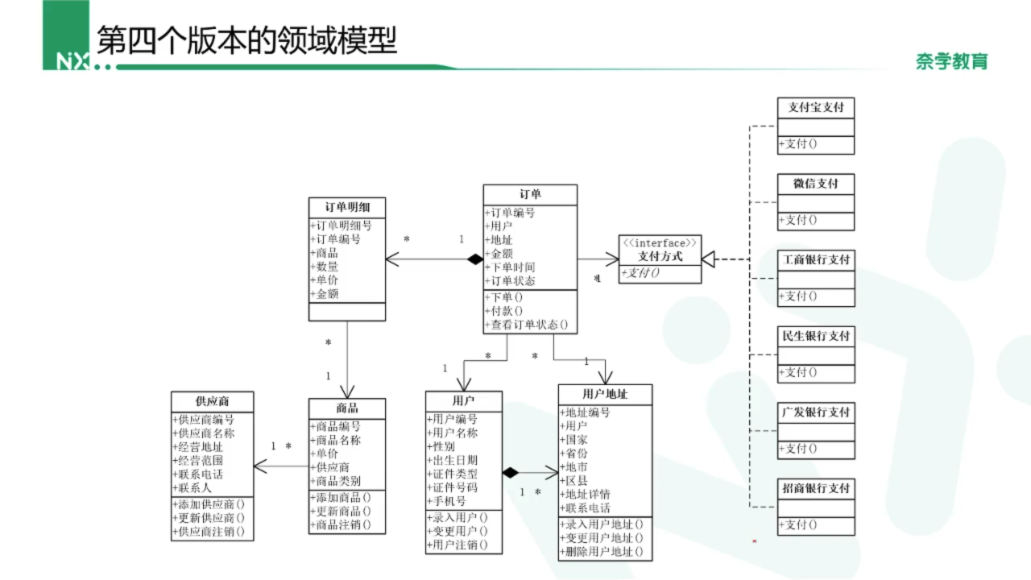 第四个版本的领域模型
NiX
奈学教育
支付宝支付
+支付()
微信支付
+支付()
工商银行支付
+支付()
民生银行支付
+支付()
广发银行支付
+支付()
招商银行支付
+支付()
<<interface>>
支付方式
+支付()
订单
+订单编号
+用户
+地址
+金额
+下单时间
+订单状态
+下单()
+付款()
+查看订单状态()
订单明细
+订单明细号
+订单编号
+商品
+数量
+单价
+金额
*
1
*
1
*
1
*
1
供应商
+供应商编号
+供应商名称
+经营地址
+经营范围
+联系电话
+联系人
+添加供应商()
+更新供应商()
+供应商注销()
1 *
商品
+商品编号
+商品名称
+单价
+供应商
+商品类别
+添加商品()
+更新商品()
+商品注销()
用户
+用户编号
+用户名称
+性别
+出生日期
+证件类型
+证件号码
+手机号
+录入用户()
+变更用户()
+用户注销()
1 *
用户地址
+地址编号
+用户
+国家
+省份
+地市
+区县
+地址详情
+联系电话
+录入用户地址()
+变更用户地址()
+删除用户地址()